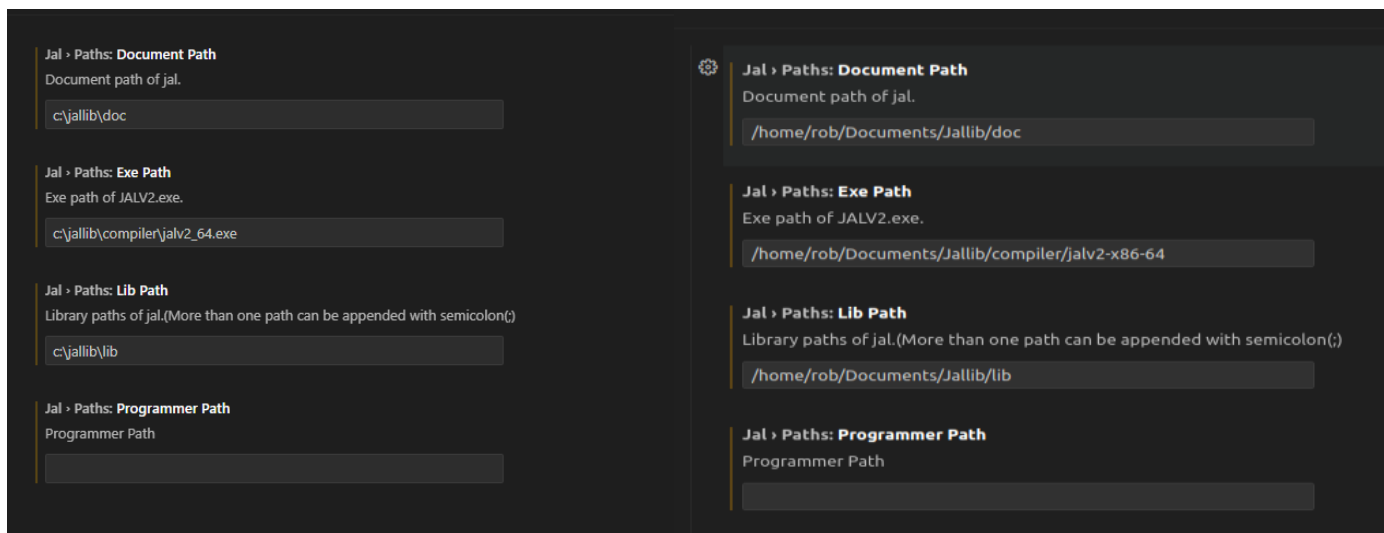 Jal › Paths: Document Path
Document path of jal.
c:\jallib\doc
Jal › Paths: Exe Path
Exe path of JALV2.exe.
c:\jallib\compiler\jalv2_64.exe
Jal › Paths: Lib Path
Library paths of jal.(More than one path can be appended with semicolon(;)
c:\jallib\lib
Jal › Paths: Programmer Path
Programmer Path
Jal › Paths: Document Path
Document path of jal.
/home/rob/Documents/Jallib/doc
Jal › Paths: Exe Path
Exe path of JALV2.exe.
/home/rob/Documents/Jallib/compiler/jalv2-x86-64
Jal › Paths: Lib Path
Library paths of jal.(More than one path can be appended with semicolon(;)
/home/rob/Documents/Jallib/lib
Jal › Paths: Programmer Path
Programmer Path